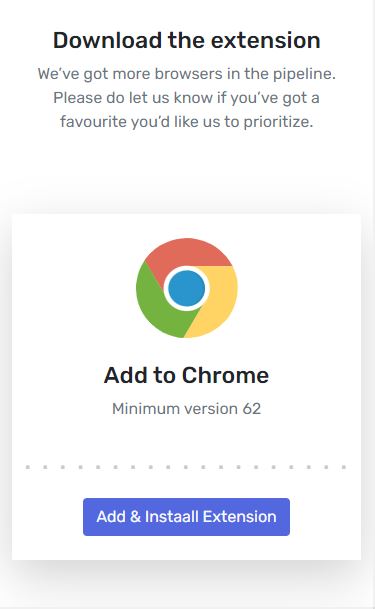 Download the extension
We’ve got more browsers in the pipeline.
Please do let us know if you’ve got a
favourite you’d like us to prioritize.
Add to Chrome
Minimum version 62
Add & Instaall Extension